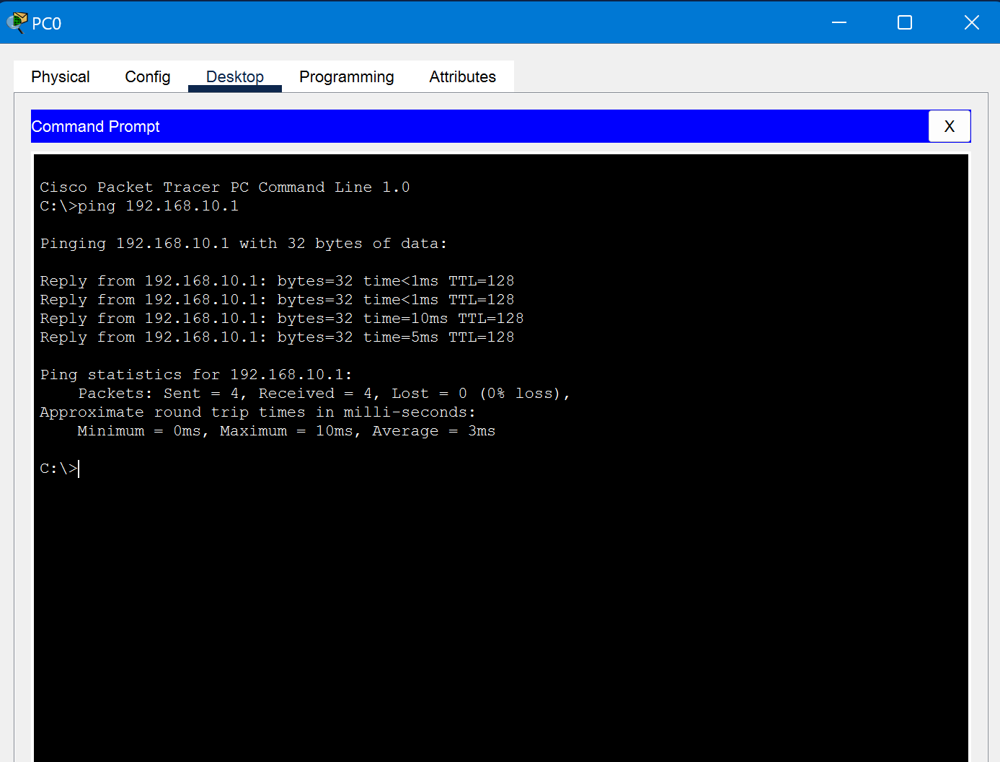 PC0
Physical Config Desktop Programming Attributes
Command Prompt X
Cisco Packet Tracer PC Command Line 1.0
C:\>ping 192.168.10.1
Pinging 192.168.10.1 with 32 bytes of data:
Reply from 192.168.10.1: bytes=32 time<1ms TTL=128
Reply from 192.168.10.1: bytes=32 time<1ms TTL=128
Reply from 192.168.10.1: bytes=32 time=10ms TTL=128
Reply from 192.168.10.1: bytes=32 time=5ms TTL=128
Ping statistics for 192.168.10.1:
Packets: Sent = 4, Received = 4, Lost = 0 (0% loss),
Approximate round trip times in milli-seconds:
Minimum = 0ms, Maximum = 10ms, Average = 3ms
C:\>